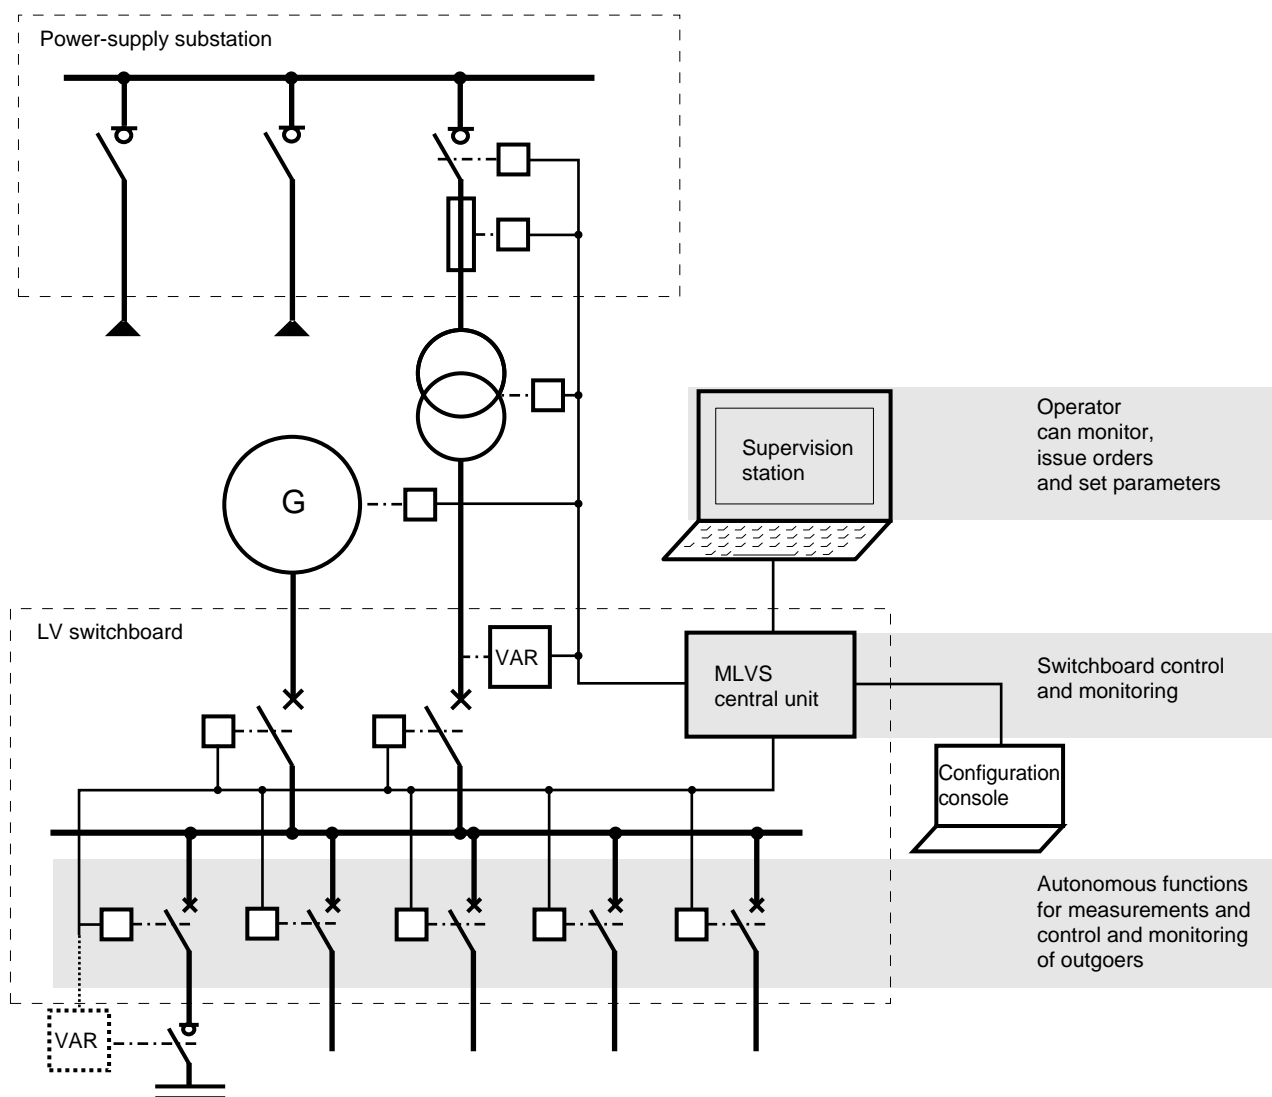 Power-supply substation
Operator
can monitor,
issue orders
and set parameters
Supervision
station
G
LV switchboard
VAR
MLVS
central unit
Switchboard control
and monitoring
Configuration
console
Autonomous functions
for measurements and
control and monitoring
of outgoers
VAR